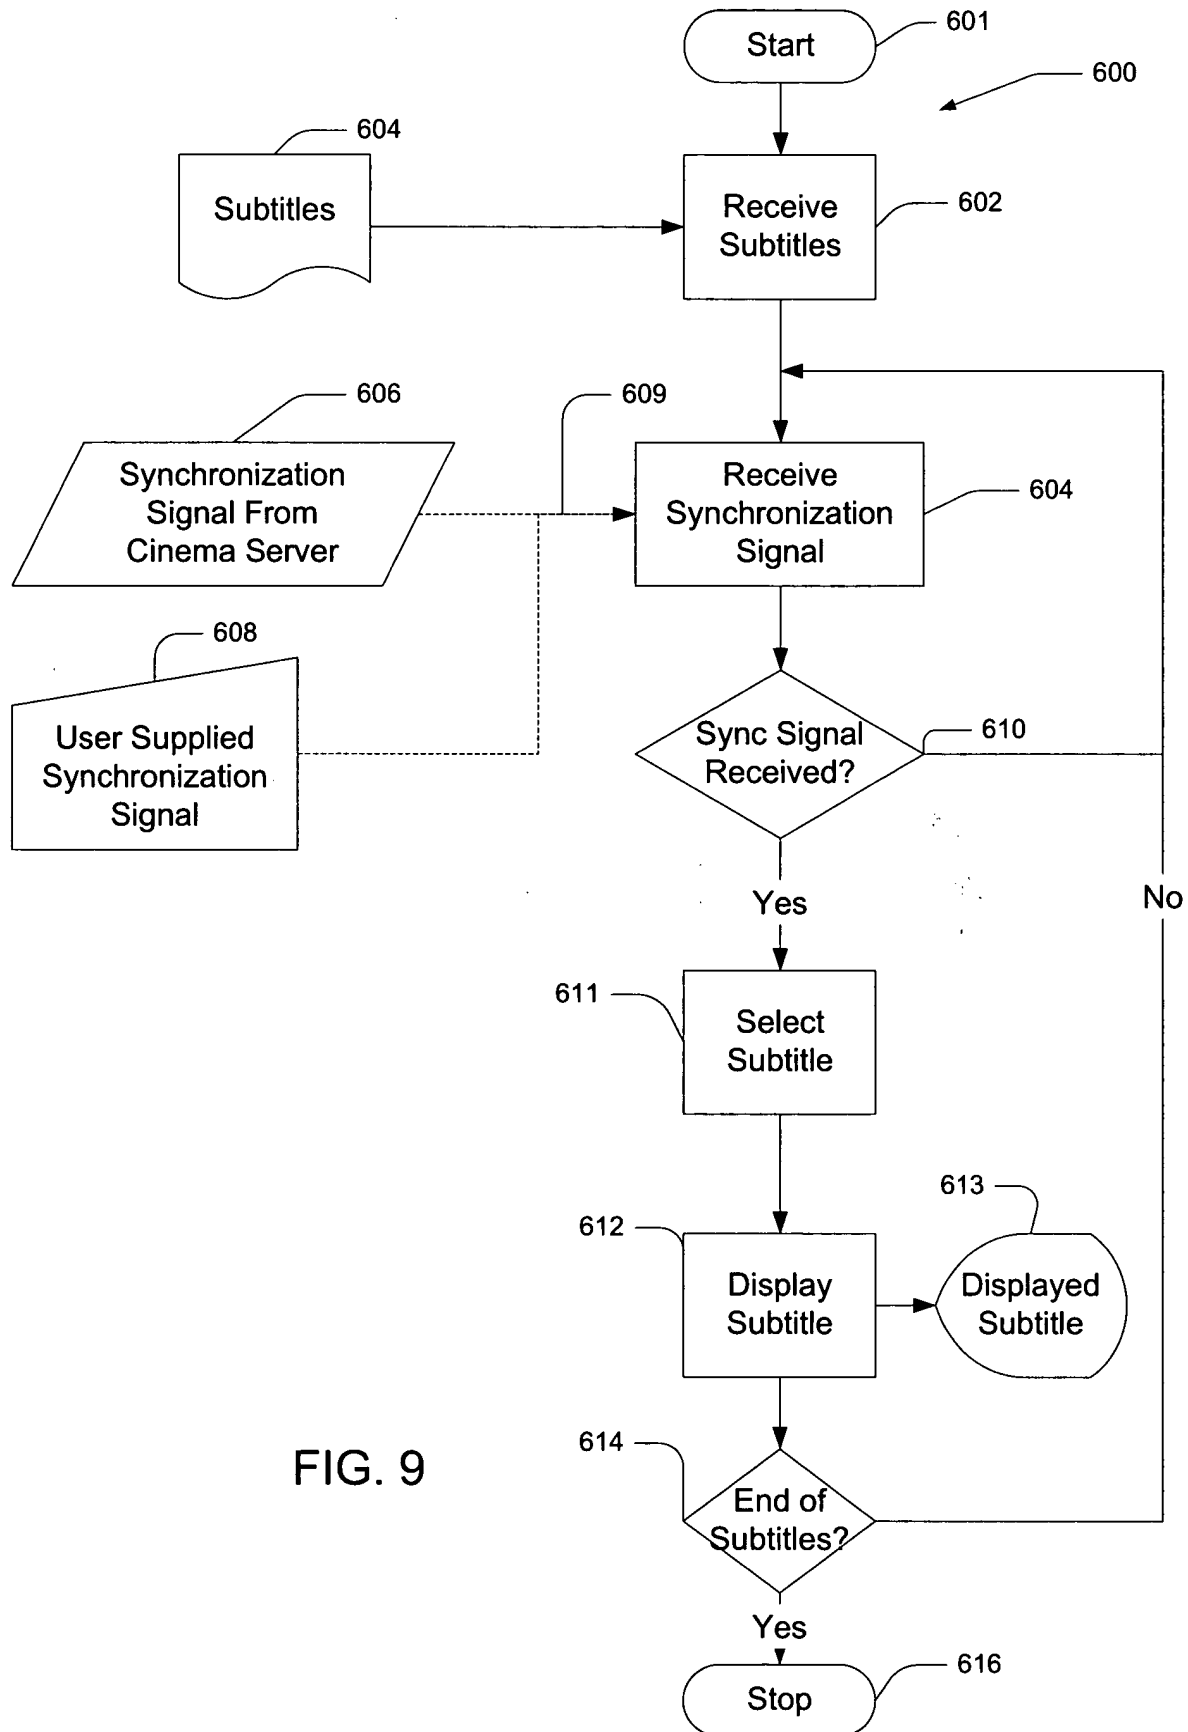 Start
601
600
604
Subtitles
Receive
Subtitles
602
606
609
Synchronization
Signal From
Cinema Server
Receive
Synchronization
Signal
604
608
User Supplied
Synchronization
Signal
Sync Signal
Received?
610
Yes
No
611
Select
Subtitle
612
Display
Subtitle
613
Displayed
Subtitle
614
End of
Subtitles?
FIG. 9
Yes
Stop
616